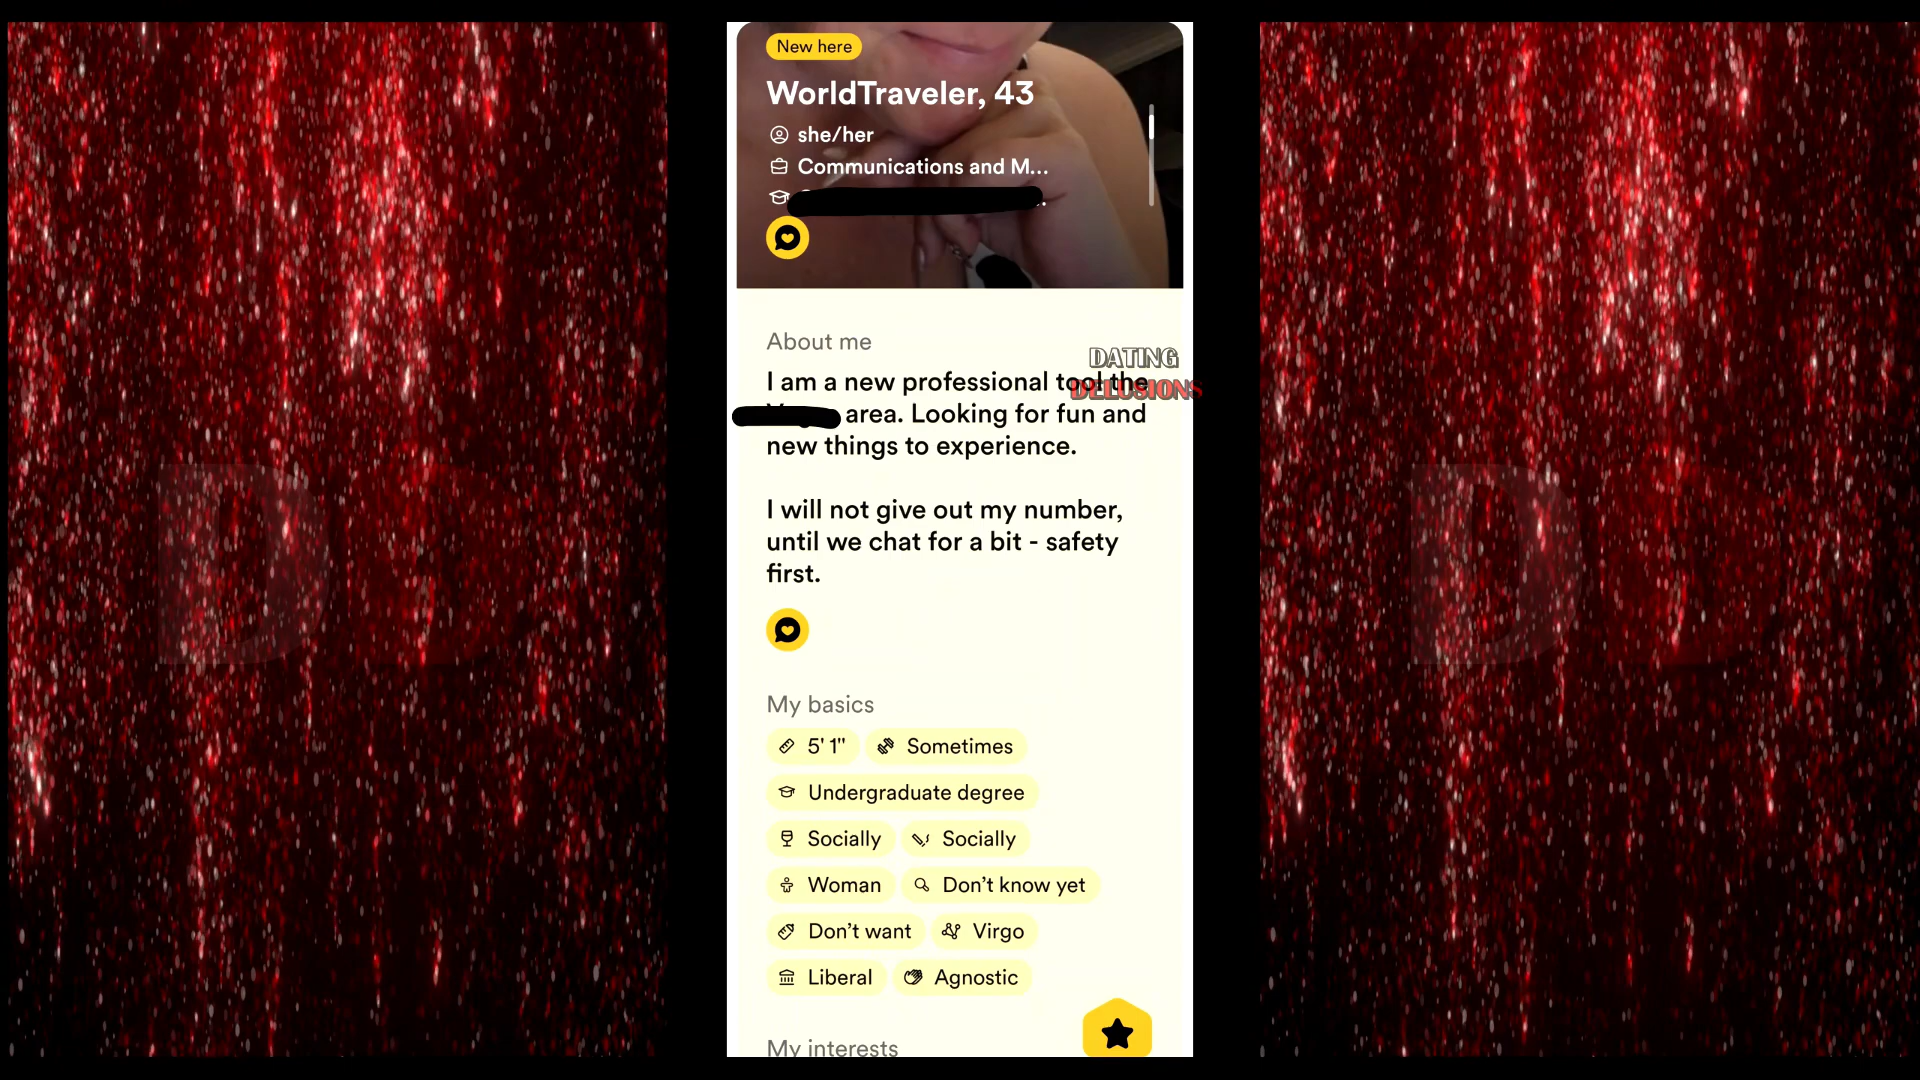 New here
WorldTraveler, 43
she/her
Communications and M...
About me
I am a new professional tool the
area. Looking for fun and
new things to experience.
I will not give out my number,
until we chat for a bit - safety
first.
DATING
DELUSIONS
My basics
5' 1"
Sometimes
Undergraduate degree
Socially
Socially
Woman
Don't know yet
Don't want
Virgo
Liberal
Agnostic
My interests
D D
D D